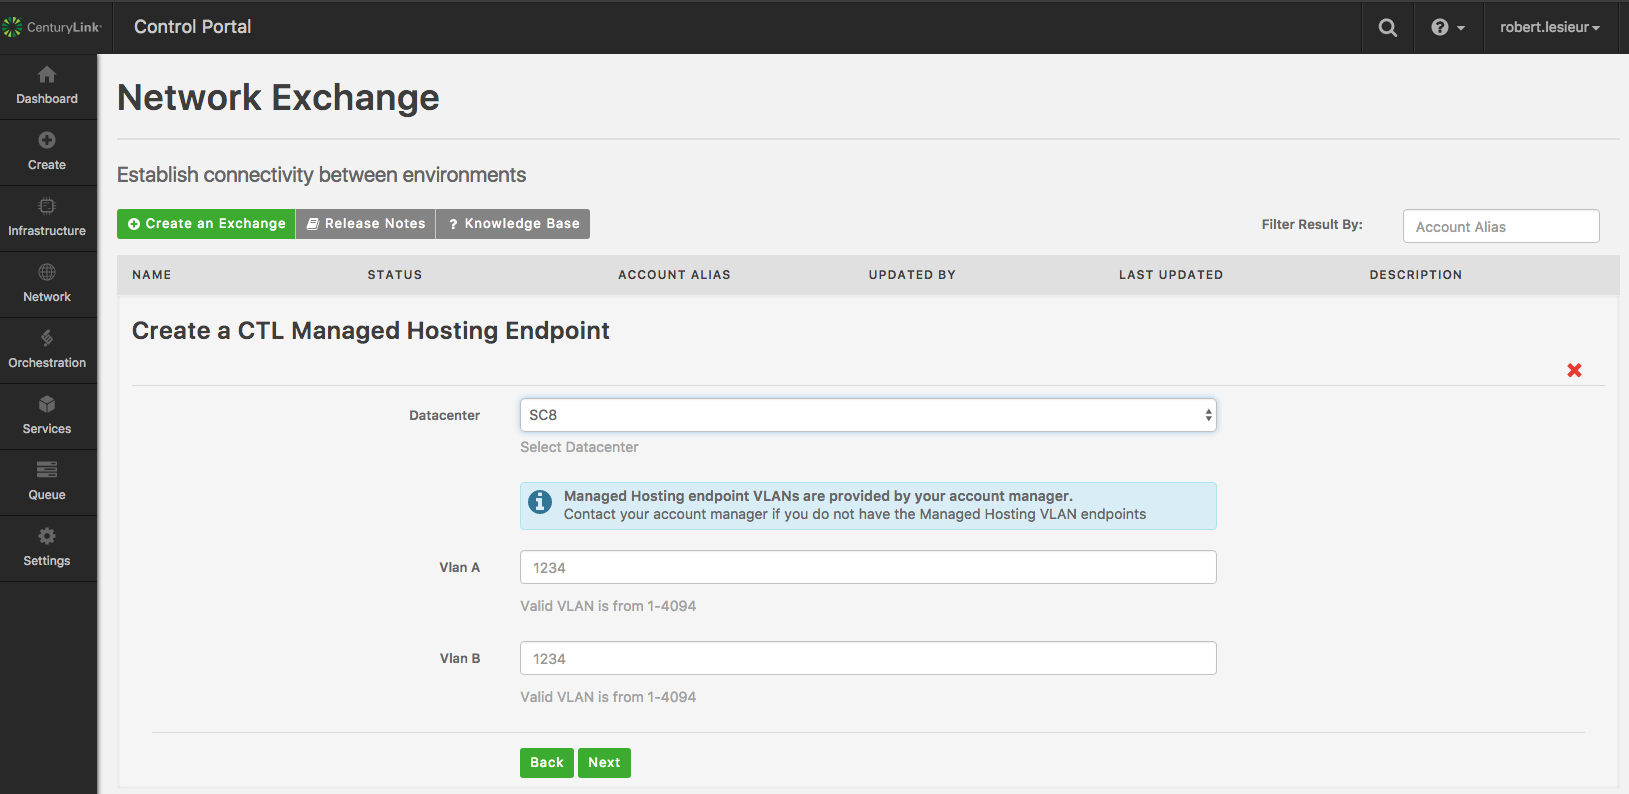 CenturyLink
Control Portal
robert.lesieur
Dashboard
Create
Infrastructure
Network
Orchestration
Services
Queue
Settings
Network Exchange
Establish connectivity between environments
Create an Exchange
Release Notes
? Knowledge Base
Filter Result By:
Account Alias
NAME STATUS ACCOUNT ALIAS UPDATED BY LAST UPDATED DESCRIPTION
Create a CTL Managed Hosting Endpoint
Datacenter
SC8
Select Datacenter
Managed Hosting endpoint VLANs are provided by your account manager.
Contact your account manager if you do not have the Managed Hosting VLAN endpoints
Vlan A
1234
Valid VLAN is from 1-4094
Vlan B
1234
Valid VLAN is from 1-4094
Back
Next